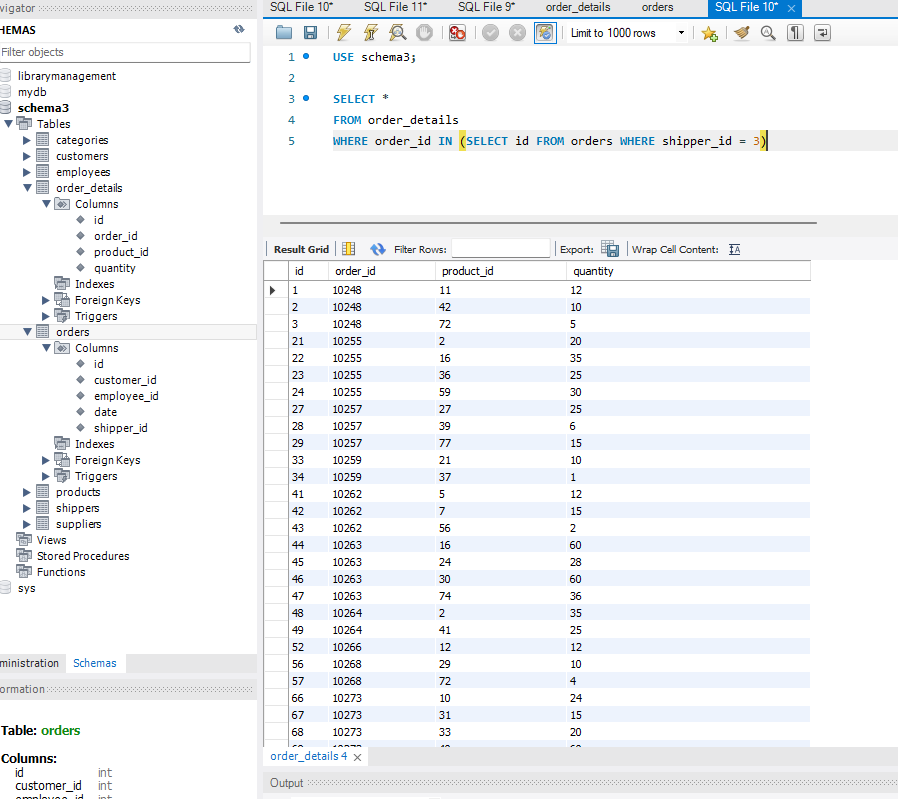 vigator
HEMAS
Filter objects
librarymanagement
mydb
schema3
Tables
categories
customers
employees
order_details
Columns
id
order_id
product_id
quantity
Indexes
Foreign Keys
Triggers
orders
Columns
id
customer_id
employee_id
date
shipper_id
Indexes
Foreign Keys
Triggers
products
shippers
suppliers
Views
Stored Procedures
Functions
sys
ministration Schemas
ormation
Table: orders
Columns:
id int
customer_id int
employee_id int
SQL File 10* SQL File 11* SQL File 9* order_details orders SQL File 10*
Limit to 1000 rows
1 USE schema3;
2
3 SELECT *
4 FROM order_details
5 WHERE order_id IN (SELECT id FROM orders WHERE shipper_id = 3)
Result Grid Filter Rows: Export: Wrap Cell Content:
id order_id product_id quantity
1 10248 11 12
2 10248 42 10
3 10248 72 5
21 10255 2 20
22 10255 16 35
23 10255 36 25
24 10255 59 30
27 10257 27 25
28 10257 39 6
29 10257 77 15
33 10259 21 10
34 10259 37 1
41 10262 5 12
42 10262 7 15
43 10262 56 2
44 10263 16 60
45 10263 24 28
46 10263 30 60
47 10263 74 36
48 10264 2 35
49 10264 41 25
52 10266 12 12
56 10268 29 10
57 10268 72 4
66 10273 10 24
67 10273 31 15
68 10273 33 20
order_details 4
Output